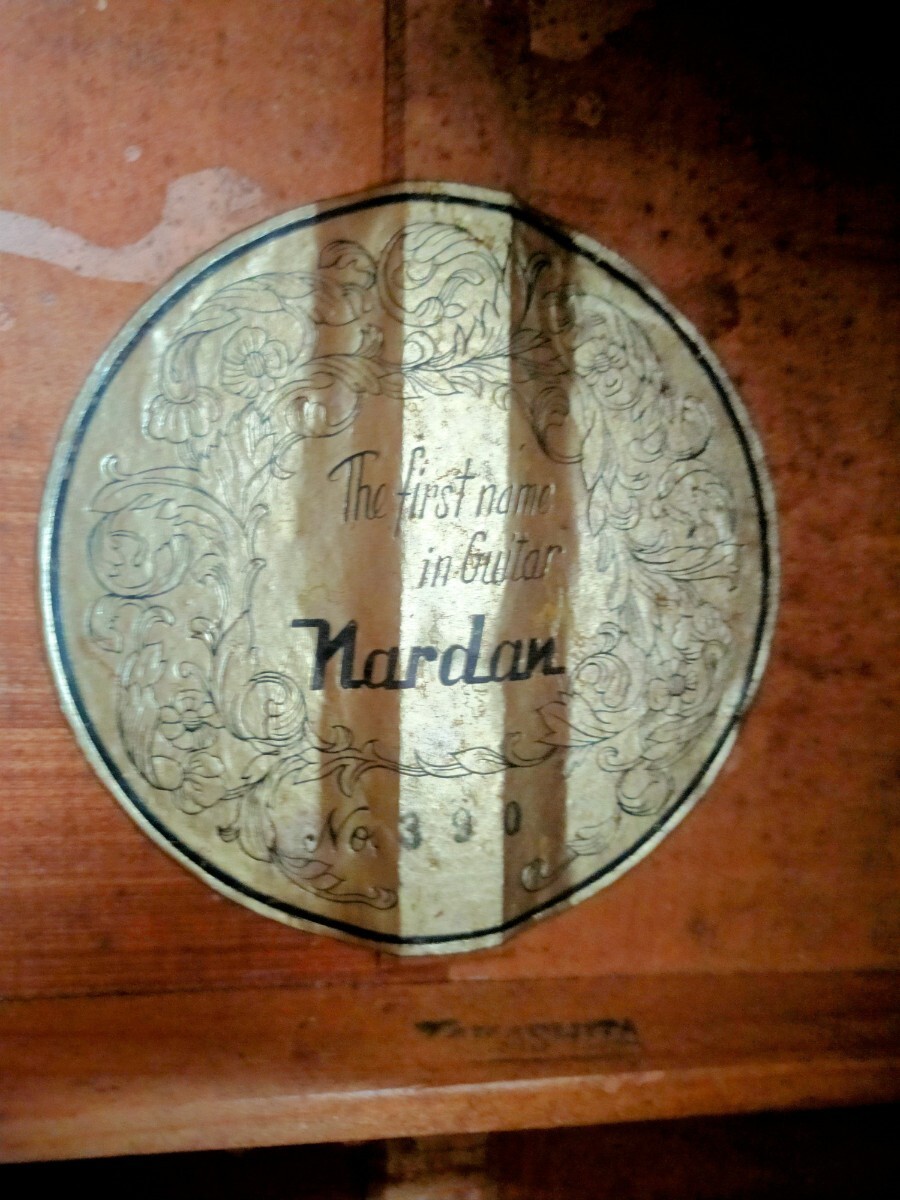 The first name
in Guitar
Nardan
No. 390